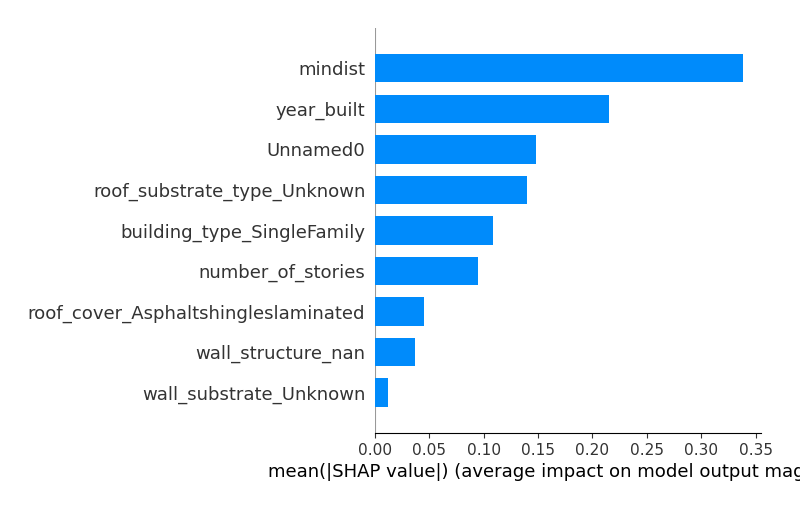 mindist
year_built
Unnamed0
roof_substrate_type_Unknown
building_type_SingleFamily
number_of_stories
roof_cover_Asphaltshingleslaminated
wall_structure_nan
wall_substrate_Unknown
0.00 0.05 0.10 0.15 0.20 0.25 0.30 0.35
mean(|SHAP value|) (average impact on model output mag